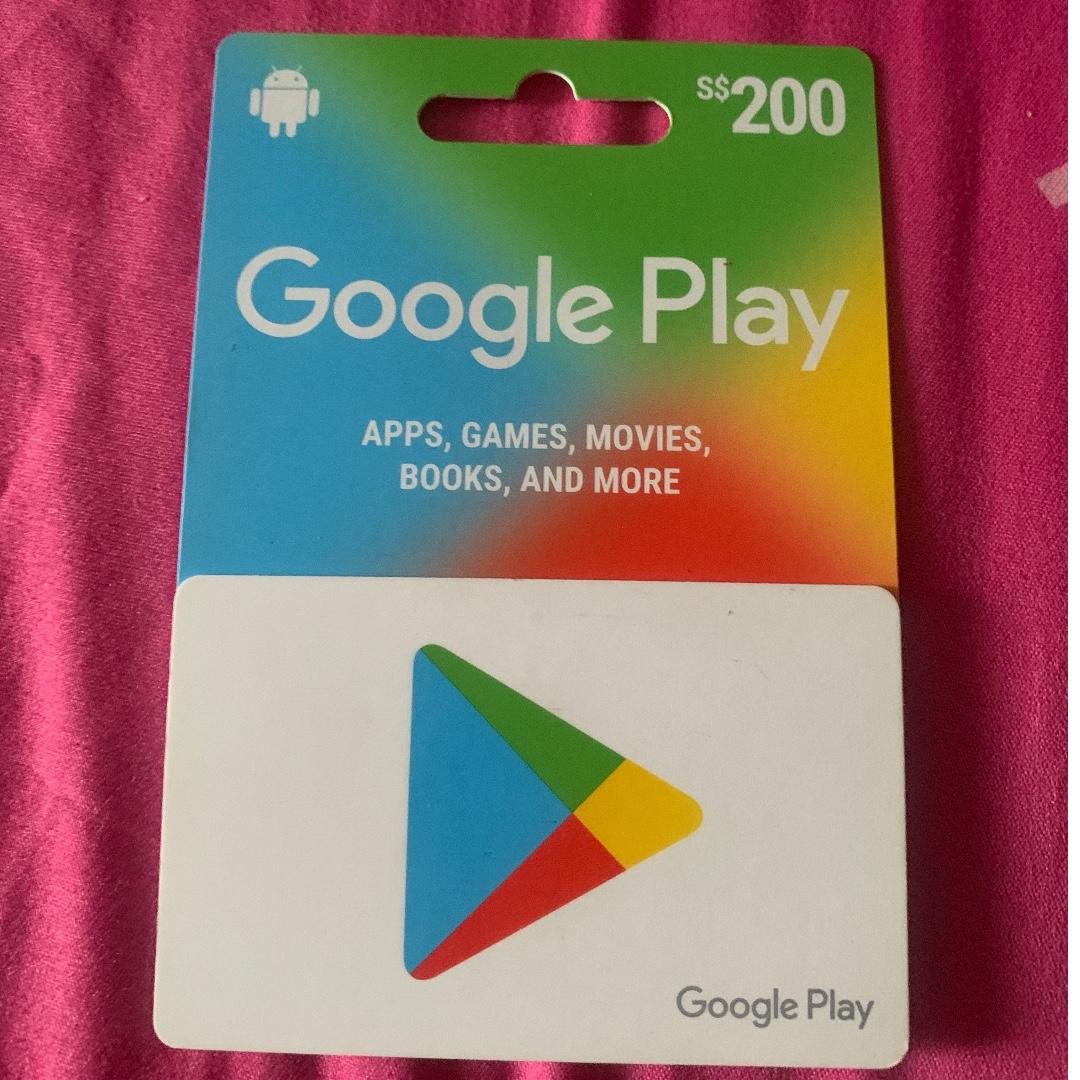 S$200
Google Play
APPS, GAMES, MOVIES,
BOOKS, AND MORE
Google Play